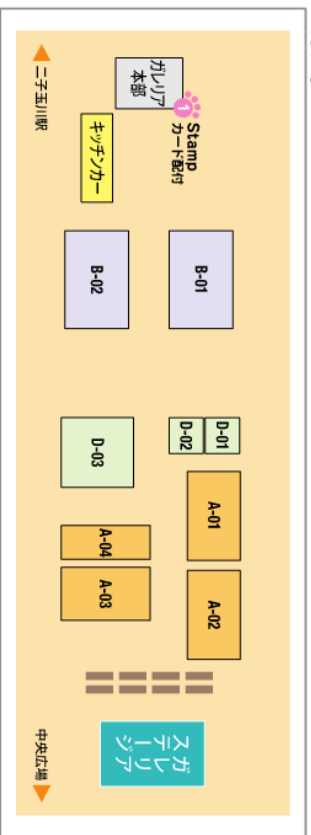 二子玉川駅
ガレリア
本部
1
Stamp
カード配付
キッチンカー
B-02
B-01
D-03
D-02
D-01
A-01
A-04
A-03
A-02
ガレリア
ステージ
中央広場